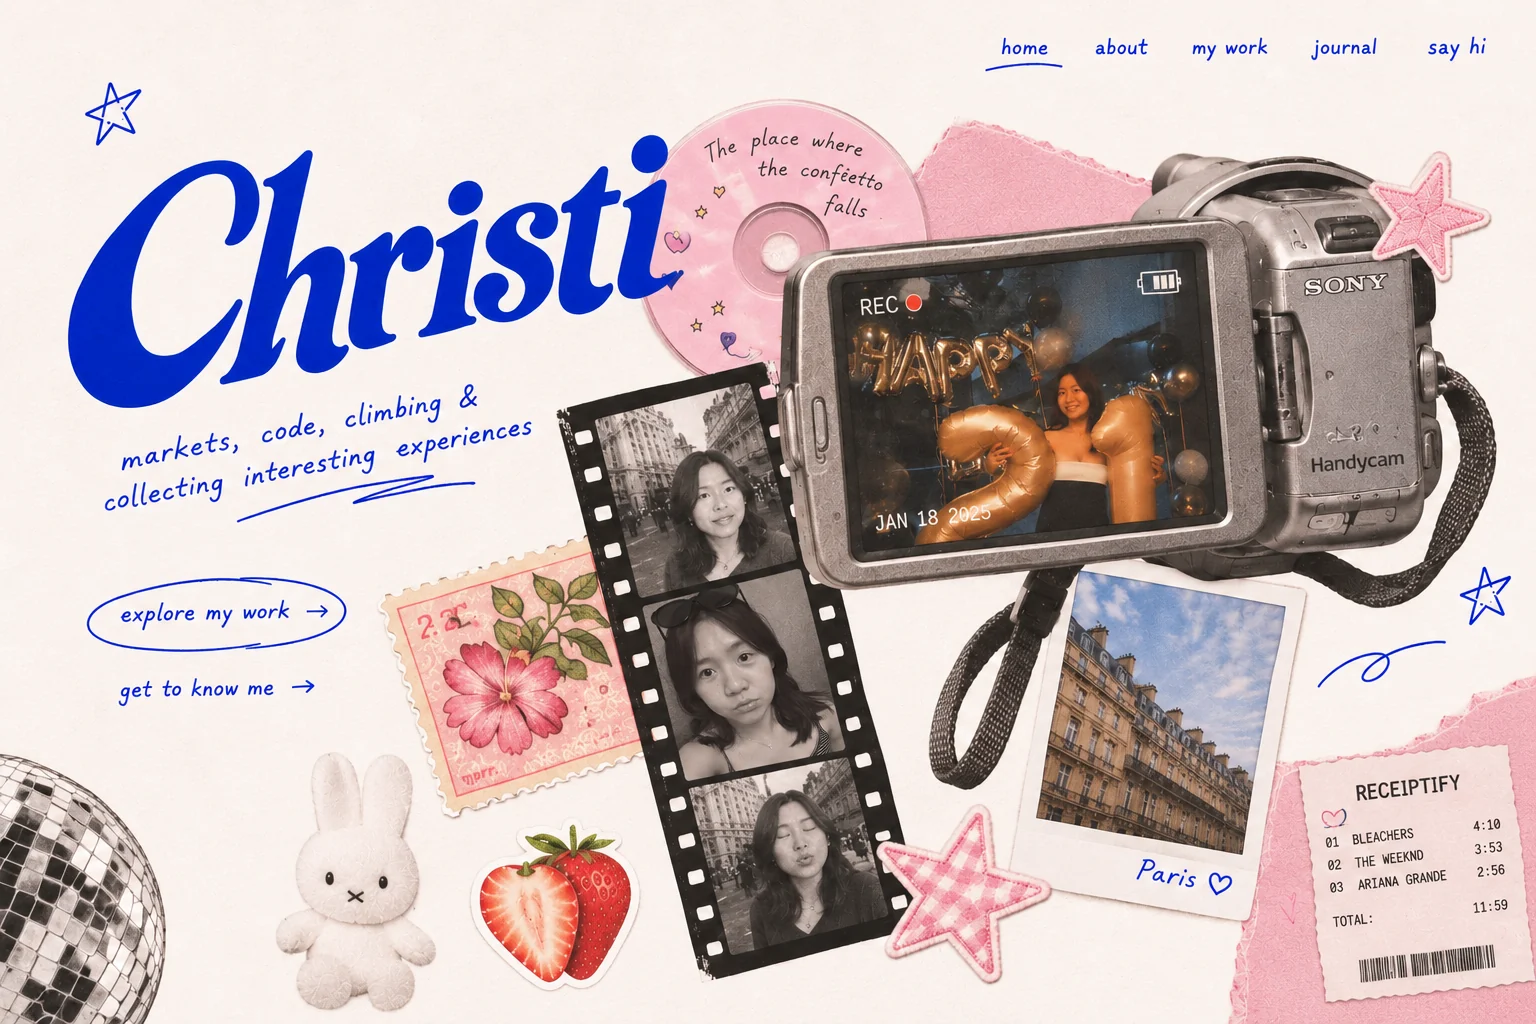 home about my work journal say hi
Christi
The place where
the confëetto
falls
markets, code, climbing &
collecting interesting experiences
explore my work →
get to know me →
REC
HAPPY
21
JAN 18 2025
SONY
Handycam
Paris ♡
RECEIPTIFY
01 BLEACHERS 4:10
02 THE WEEKND 3:53
03 ARIANA GRANDE 2:56
TOTAL: 11:59